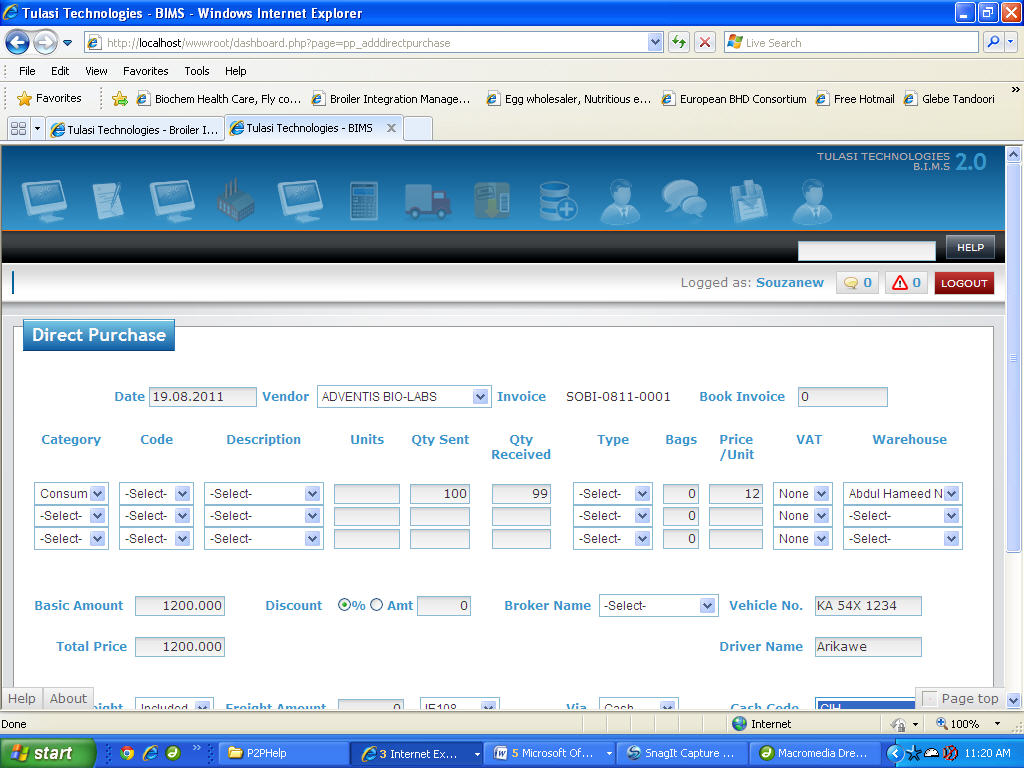 Tulasi Technologies - BIMS - Windows Internet Explorer
http://localhost/wwwroot/dashboard.php?page=pp_adddirectpurchase Live Search
File Edit View Favorites Tools Help
Favorites Biochem Health Care, Fly co... Broiler Integration Manage... Egg wholesaler, Nutritious e... European BHD Consortium Free Hotmail Glebe Tandoori
Tulasi Technologies - Broiler I... Tulasi Technologies - BIMS
TULASI TECHNOLOGIES
B.I.M.S 2.0
HELP
Logged as: Souzanew 0 0 LOGOUT
Direct Purchase
Date 19.08.2011 Vendor ADVENTIS BIO-LABS Invoice SOBI-0811-0001 Book Invoice 0
Category Code Description Units Qty Sent Qty Received Type Bags Price /Unit VAT Warehouse
Consum -Select- -Select- 100 99 -Select- 0 12 None Abdul Hameed N
-Select- -Select- -Select- -Select- 0 None -Select-
-Select- -Select- -Select- -Select- 0 None -Select-
Basic Amount 1200.000 Discount % Amt 0 Broker Name -Select- Vehicle No. KA 54X 1234
Total Price 1200.000 Driver Name Arikawe
Included Freight Amount 0 IE108 Via Cash Cash Code CIH
Help About Page top
Done Internet 100%
start P2PHelp 3 Internet Ex... 5 Microsoft Of... SnagIt Capture ... Macromedia Dre... 11:20 AM